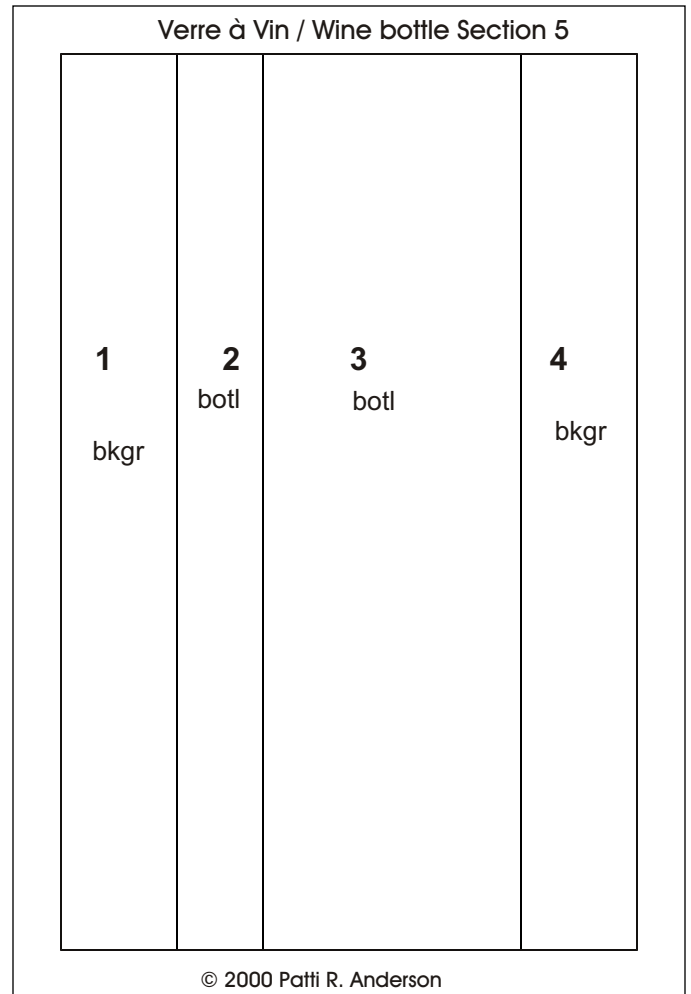 Verre à Vin / Wine bottle Section 5
1 2 3 4
botl botl
bkgr bkgr
© 2000 Patti R. Anderson